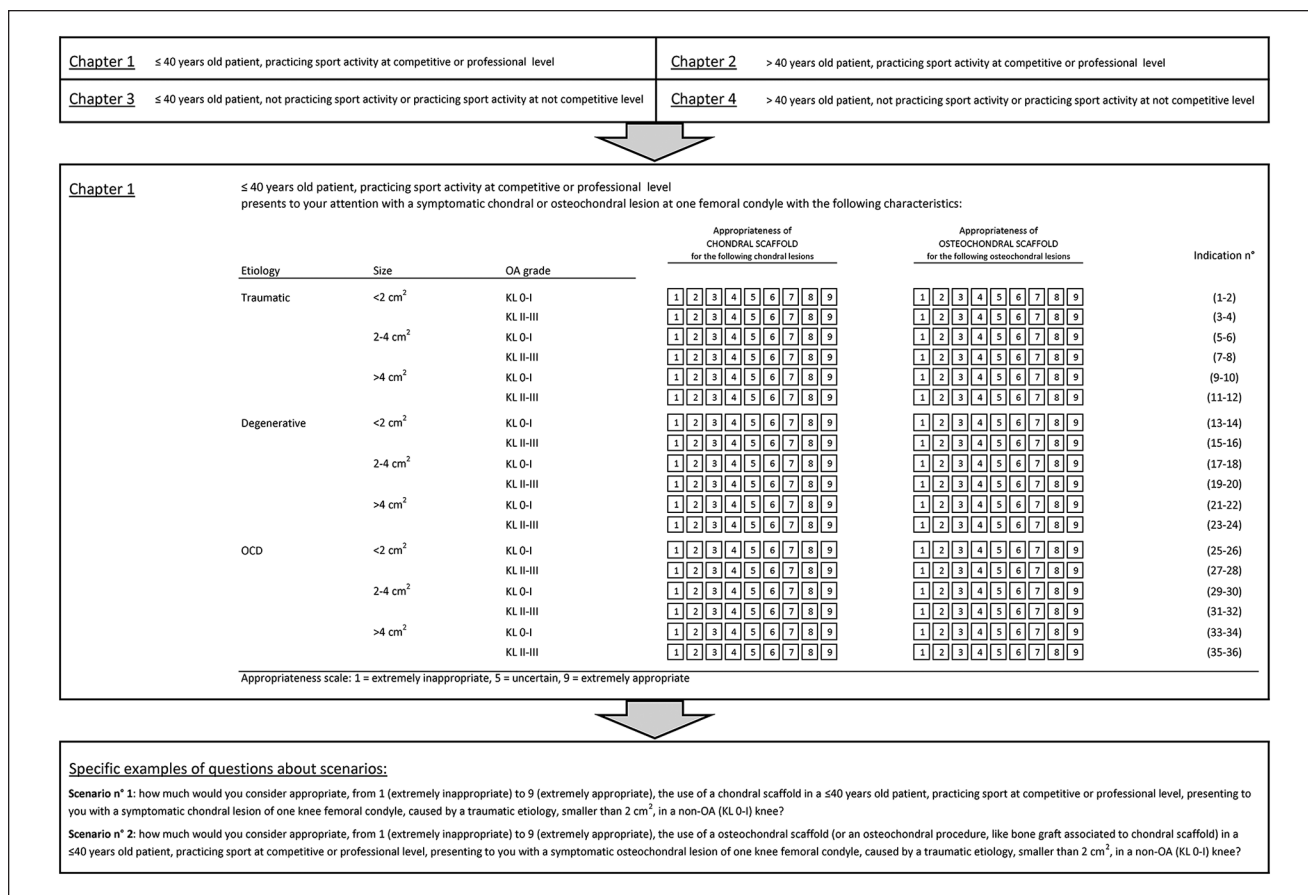 Chapter 1 ≤ 40 years old patient, practicing sport activity at competitive or professional level
Chapter 2 > 40 years old patient, practicing sport activity at competitive or professional level
Chapter 3 ≤ 40 years old patient, not practicing sport activity or practicing sport activity at not competitive level
Chapter 4 > 40 years old patient, not practicing sport activity or practicing sport activity at not competitive level
Chapter 1 ≤ 40 years old patient, practicing sport activity at competitive or professional level
presents to your attention with a symptomatic chondral or osteochondral lesion at one femoral condyle with the following characteristics:
Appropriateness of
CHONDRAL SCAFFOLD
for the following chondral lesions
Appropriateness of
OSTEOCHONDRAL SCAFFOLD
for the following osteochondral lesions
Etiology Size OA grade Indication n°
Traumatic <2 cm² KL 0-I 1 2 3 4 5 6 7 8 9 1 2 3 4 5 6 7 8 9 (1-2)
KL II-III 1 2 3 4 5 6 7 8 9 1 2 3 4 5 6 7 8 9 (3-4)
2-4 cm² KL 0-I 1 2 3 4 5 6 7 8 9 1 2 3 4 5 6 7 8 9 (5-6)
KL II-III 1 2 3 4 5 6 7 8 9 1 2 3 4 5 6 7 8 9 (7-8)
>4 cm² KL 0-I 1 2 3 4 5 6 7 8 9 1 2 3 4 5 6 7 8 9 (9-10)
KL II-III 1 2 3 4 5 6 7 8 9 1 2 3 4 5 6 7 8 9 (11-12)
Degenerative <2 cm² KL 0-I 1 2 3 4 5 6 7 8 9 1 2 3 4 5 6 7 8 9 (13-14)
KL II-III 1 2 3 4 5 6 7 8 9 1 2 3 4 5 6 7 8 9 (15-16)
2-4 cm² KL 0-I 1 2 3 4 5 6 7 8 9 1 2 3 4 5 6 7 8 9 (17-18)
KL II-III 1 2 3 4 5 6 7 8 9 1 2 3 4 5 6 7 8 9 (19-20)
>4 cm² KL 0-I 1 2 3 4 5 6 7 8 9 1 2 3 4 5 6 7 8 9 (21-22)
KL II-III 1 2 3 4 5 6 7 8 9 1 2 3 4 5 6 7 8 9 (23-24)
OCD <2 cm² KL 0-I 1 2 3 4 5 6 7 8 9 1 2 3 4 5 6 7 8 9 (25-26)
KL II-III 1 2 3 4 5 6 7 8 9 1 2 3 4 5 6 7 8 9 (27-28)
2-4 cm² KL 0-I 1 2 3 4 5 6 7 8 9 1 2 3 4 5 6 7 8 9 (29-30)
KL II-III 1 2 3 4 5 6 7 8 9 1 2 3 4 5 6 7 8 9 (31-32)
>4 cm² KL 0-I 1 2 3 4 5 6 7 8 9 1 2 3 4 5 6 7 8 9 (33-34)
KL II-III 1 2 3 4 5 6 7 8 9 1 2 3 4 5 6 7 8 9 (35-36)
Appropriateness scale: 1 = extremely inappropriate, 5 = uncertain, 9 = extremely appropriate
Specific examples of questions about scenarios:
Scenario n° 1: how much would you consider appropriate, from 1 (extremely inappropriate) to 9 (extremely appropriate), the use of a chondral scaffold in a ≤40 years old patient, practicing sport at competitive or professional level, presenting to
you with a symptomatic chondral lesion of one knee femoral condyle, caused by a traumatic etiology, smaller than 2 cm², in a non-OA (KL 0-I) knee?
Scenario n° 2: how much would you consider appropriate, from 1 (extremely inappropriate) to 9 (extremely appropriate), the use of a osteochondral scaffold (or an osteochondral procedure, like bone graft associated to chondral scaffold) in a
≤40 years old patient, practicing sport at competitive or professional level, presenting to you with a symptomatic osteochondral lesion of one knee femoral condyle, caused by a traumatic etiology, smaller than 2 cm², in a non-OA (KL 0-I) knee?